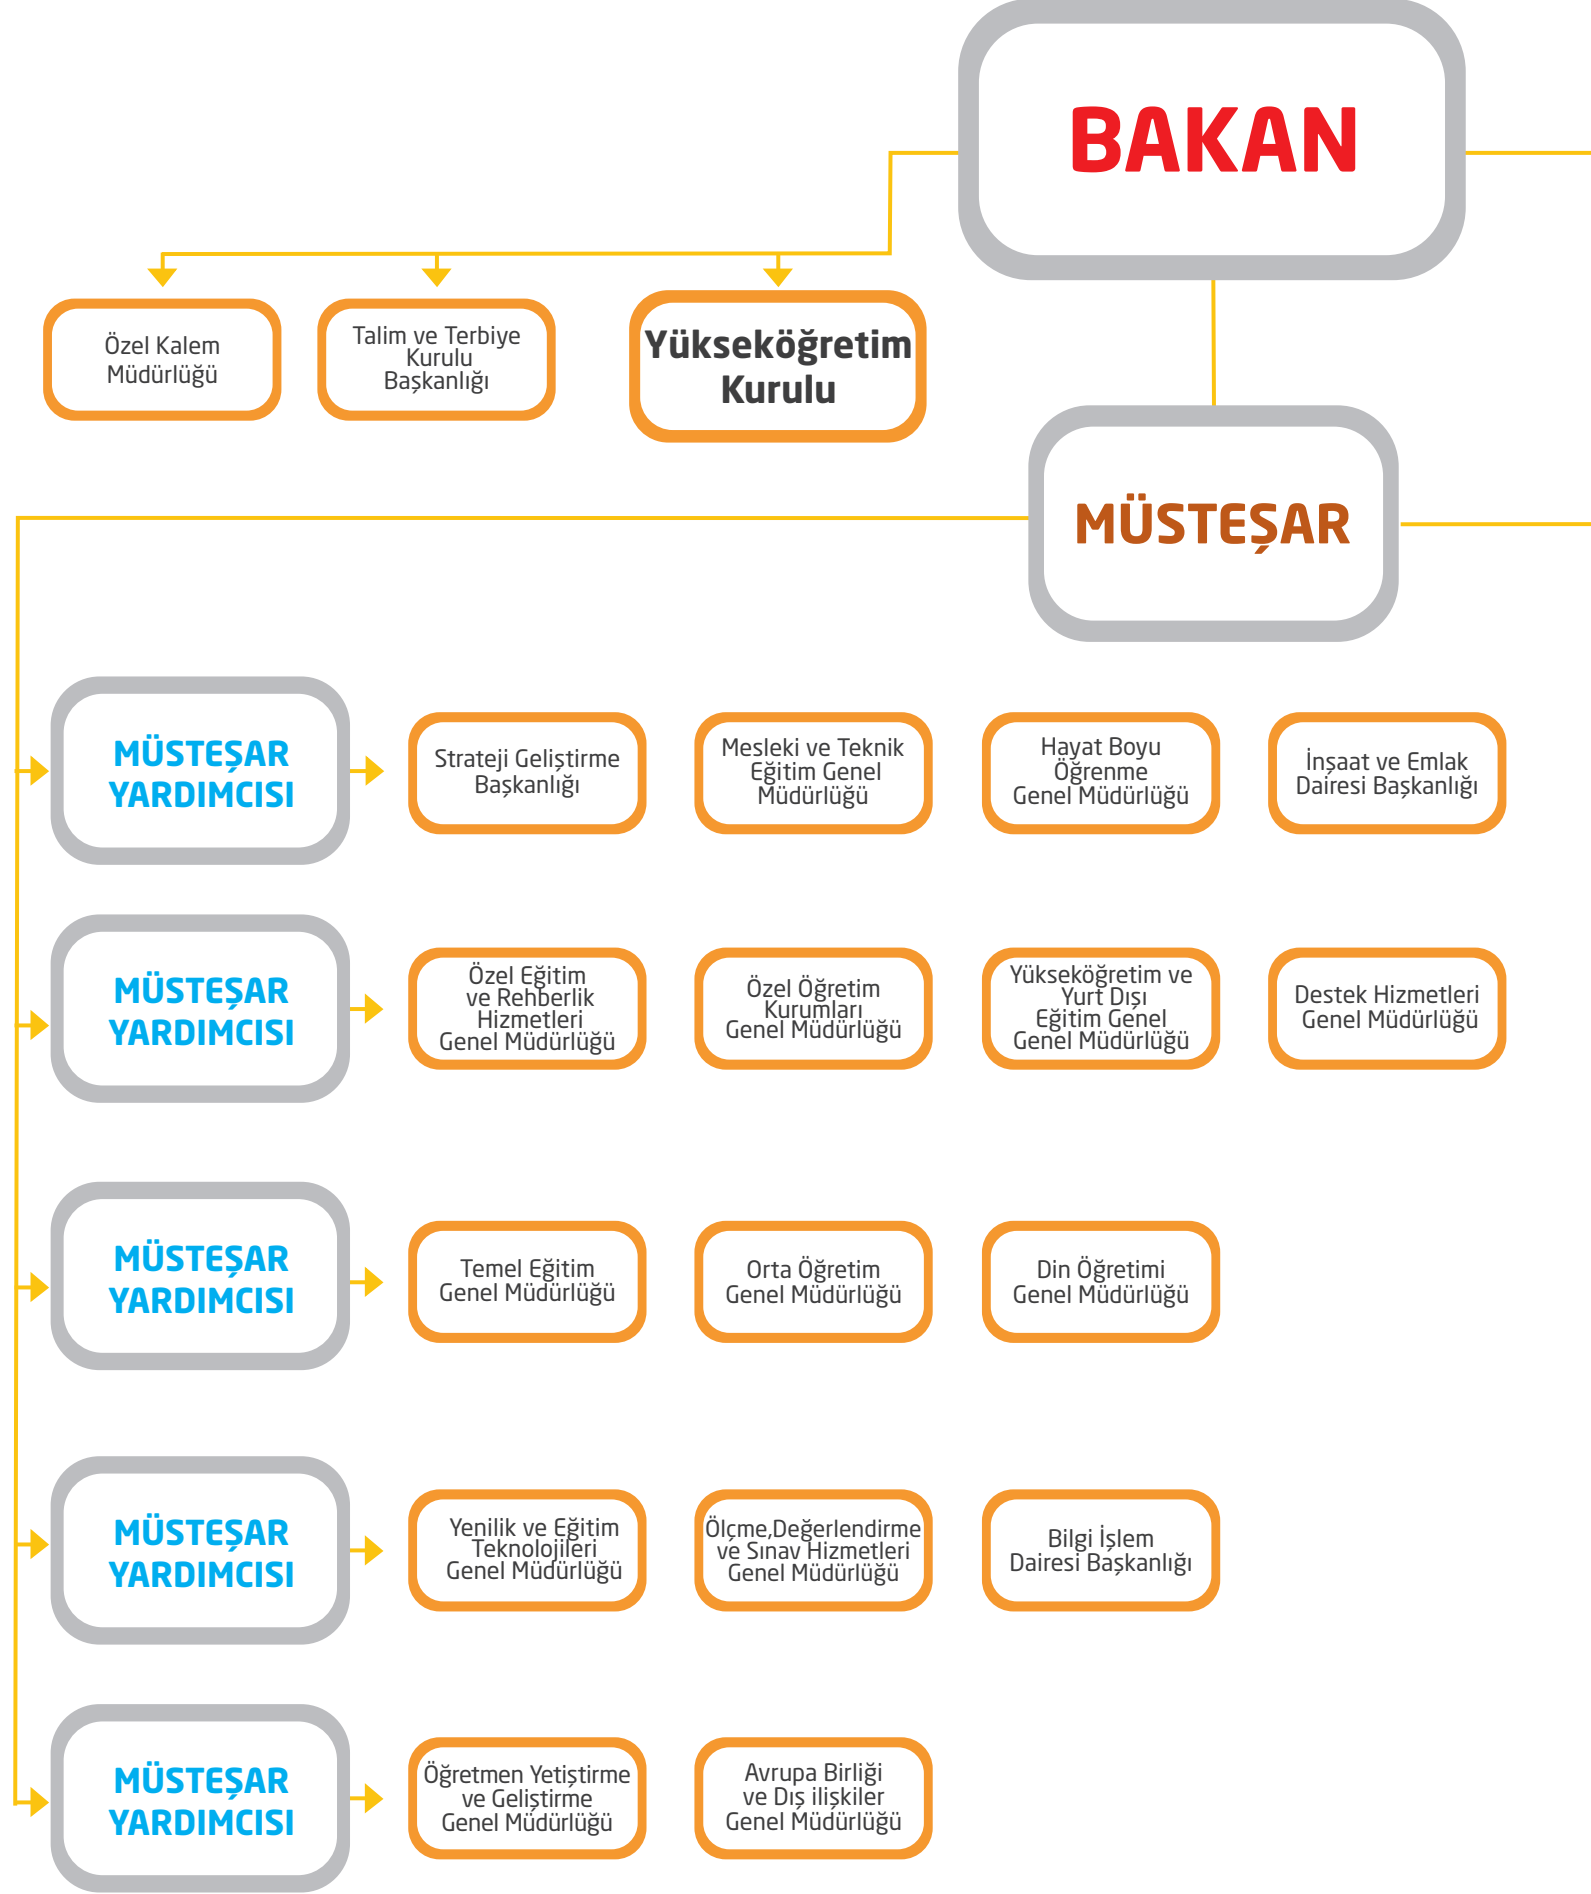 BAKAN
Özel Kalem
Müdürlüğü
Talim ve Terbiye
Kurulu
Başkanlığı
Yükseköğretim
Kurulu
MÜSTEŞAR
MÜSTEŞAR
YARDIMCISI
Strateji Geliştirme
Başkanlığı
Mesleki ve Teknik
Eğitim Genel
Müdürlüğü
Hayat Boyu
Öğrenme
Genel Müdürlüğü
İnşaat ve Emlak
Dairesi Başkanlığı
MÜSTEŞAR
YARDIMCISI
Özel Eğitim
ve Rehberlik
Hizmetleri
Genel Müdürlüğü
Özel Öğretim
Kurumları
Genel Müdürlüğü
Yükseköğretim ve
Yurt Dışı
Eğitim Genel
Genel Müdürlüğü
Destek Hizmetleri
Genel Müdürlüğü
MÜSTEŞAR
YARDIMCISI
Temel Eğitim
Genel Müdürlüğü
Orta Öğretim
Genel Müdürlüğü
Din Öğretimi
Genel Müdürlüğü
MÜSTEŞAR
YARDIMCISI
Yenilik ve Eğitim
Teknolojileri
Genel Müdürlüğü
Ölçme,Değerlendirme
ve Sınav Hizmetleri
Genel Müdürlüğü
Bilgi İşlem
Dairesi Başkanlığı
MÜSTEŞAR
YARDIMCISI
Öğretmen Yetiştirme
ve Geliştirme
Genel Müdürlüğü
Avrupa Birliği
ve Dış ilişkiler
Genel Müdürlüğü